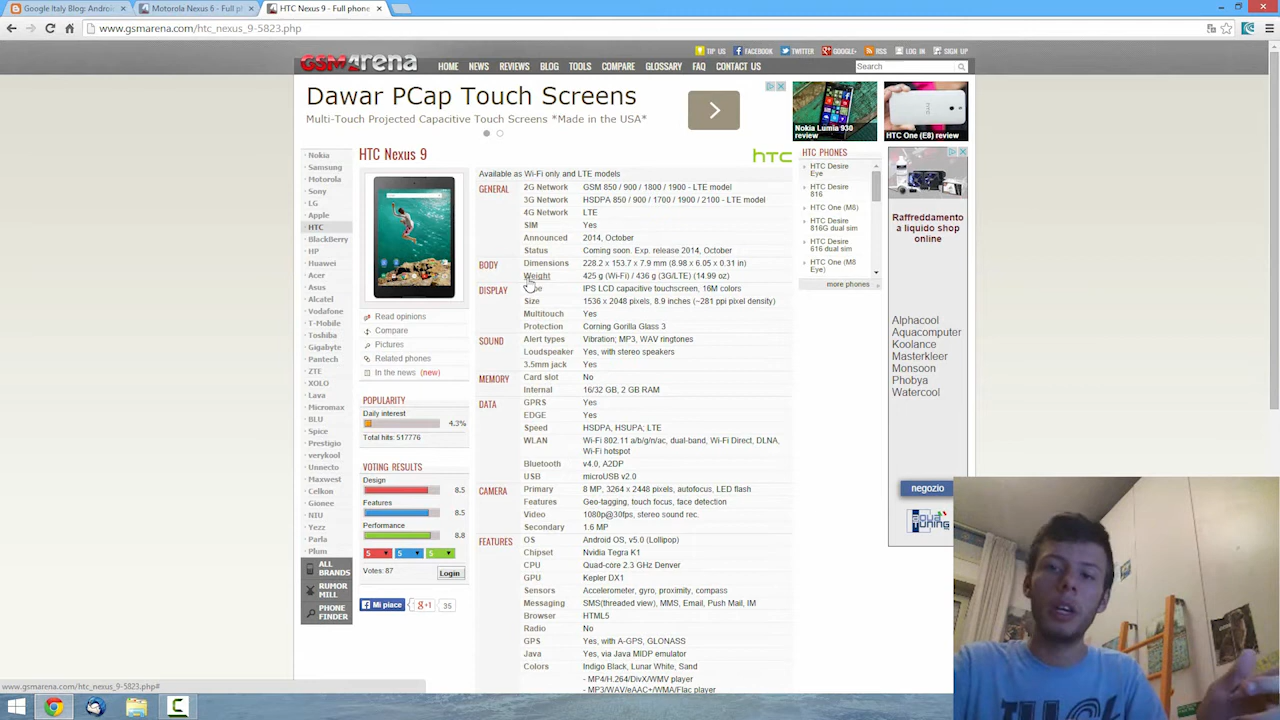 Google Italy Blog: Androi
Motorola Nexus 6 - Full ph
HTC Nexus 9 - Full phone
www.gsmarena.com/htc_nexus_9-5823.php
TIP US FACEBOOK TWITTER GOOGLE+ RSS LOG IN SIGN UP
GSMArena
HOME NEWS REVIEWS BLOG TOOLS COMPARE GLOSSARY FAQ CONTACT US
Search
Dawar PCap Touch Screens
Multi-Touch Projected Capacitive Touch Screens *Made in the USA*
Nokia Lumia 930
review
HTC One (E8) review
Nokia
Samsung
Motorola
Sony
LG
Apple
HTC
BlackBerry
HP
Huawei
Acer
Asus
Alcatel
Vodafone
T-Mobile
Toshiba
Gigabyte
Pantech
ZTE
XOLO
Lava
Micromax
BLU
Spice
Prestigio
verykool
Unnecto
Maxwest
Celkon
Gionee
NIU
Yezz
Parla
Plum
ALL
BRANDS
RUMOR
MILL
PHONE
FINDER
HTC Nexus 9
hTC
Read opinions
Compare
Pictures
Related phones
In the news (new)
POPULARITY
Daily interest
4.3%
Total hits: 517776
VOTING RESULTS
Design
8.5
Features
8.5
Performance
8.8
5 5 5
Votes: 87
Login
Mi piace
+1
35
Available as Wi-Fi only and LTE models
GENERAL 2G Network GSM 850 / 900 / 1800 / 1900 - LTE model
3G Network HSDPA 850 / 900 / 1700 / 1900 / 2100 - LTE model
4G Network LTE
SIM Yes
Announced 2014, October
Status Coming soon. Exp. release 2014, October
BODY Dimensions 228.2 x 153.7 x 7.9 mm (8.98 x 6.05 x 0.31 in)
Weight 425 g (Wi-Fi) / 436 g (3G/LTE) (14.99 oz)
DISPLAY IPS LCD capacitive touchscreen, 16M colors
Size 1536 x 2048 pixels, 8.9 inches (~281 ppi pixel density)
Multitouch Yes
Protection Corning Gorilla Glass 3
SOUND Alert types Vibration; MP3, WAV ringtones
Loudspeaker Yes, with stereo speakers
3.5mm jack Yes
MEMORY Card slot No
Internal 16/32 GB, 2 GB RAM
DATA GPRS Yes
EDGE Yes
Speed HSDPA, HSUPA; LTE
WLAN Wi-Fi 802.11 a/b/g/n/ac, dual-band, Wi-Fi Direct, DLNA,
Wi-Fi hotspot
Bluetooth v4.0, A2DP
USB microUSB v2.0
CAMERA Primary 8 MP, 3264 x 2448 pixels, autofocus, LED flash
Features Geo-tagging, touch focus, face detection
Video 1080p@30fps, stereo sound rec.
Secondary 1.6 MP
FEATURES OS Android OS, v5.0 (Lollipop)
Chipset Nvidia Tegra K1
CPU Quad-core 2.3 GHz Denver
GPU Kepler DX1
Sensors Accelerometer, gyro, proximity, compass
Messaging SMS(threaded view), MMS, Email, Push Mail, IM
Browser HTML5
Radio No
GPS Yes, with A-GPS, GLONASS
Java Yes, via Java MIDP emulator
Colors Indigo Black, Lunar White, Sand
- MP4/H.264/DivX/WMV player
- MP3/WAV/eAAC+/WMA/Flac player
HTC PHONES
HTC Desire
Eye
HTC Desire
816
HTC One (M8)
HTC Desire
816G dual sim
HTC Desire
616 dual sim
HTC One (M8
Eye)
more phones
Raffreddamento
a liquido shop
online
Alphacool
Aquacomputer
Koolance
Masterkleer
Monsoon
Phobya
Watercool
negozio
aqua
tuning
www.gsmarena.com/htc_nexus_9-5823.php#